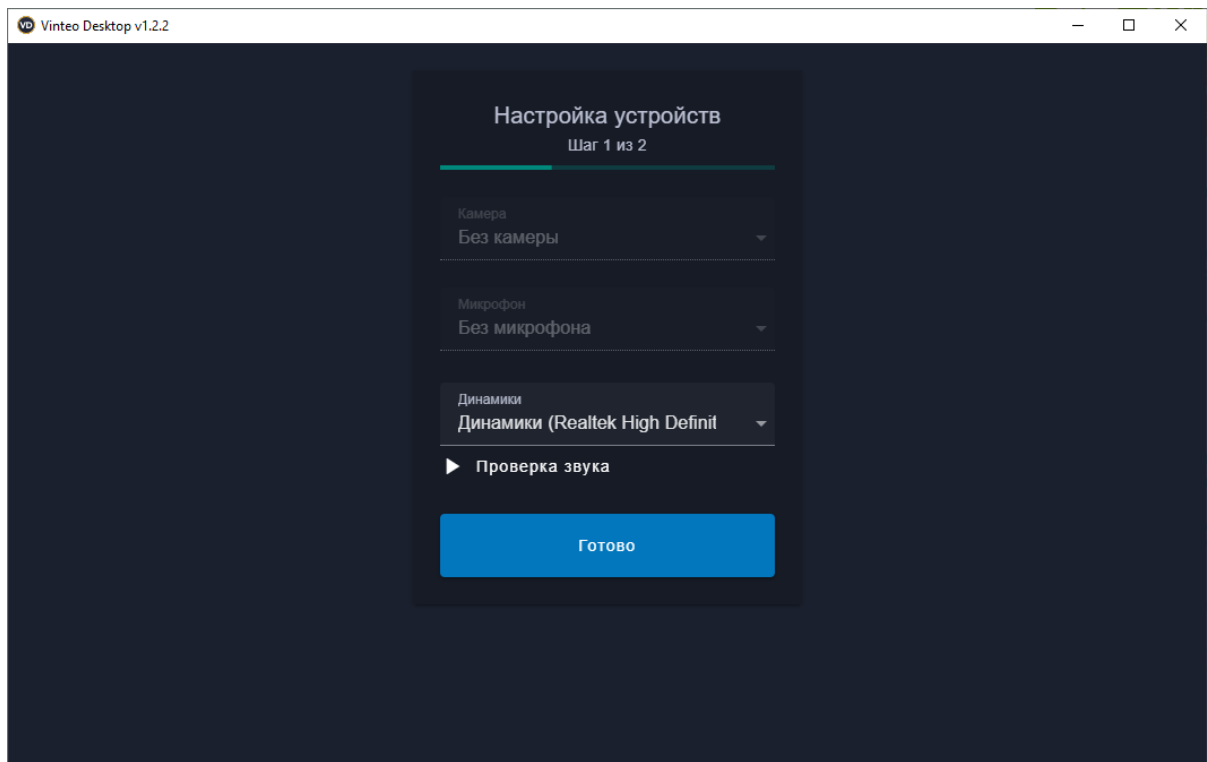 VD Vinteo Desktop v1.2.2
Настройка устройств
Шаг 1 из 2
Камера
Без камеры
Микрофон
Без микрофона
Динамики
Динамики (Realtek High Definit
Проверка звука
Готово